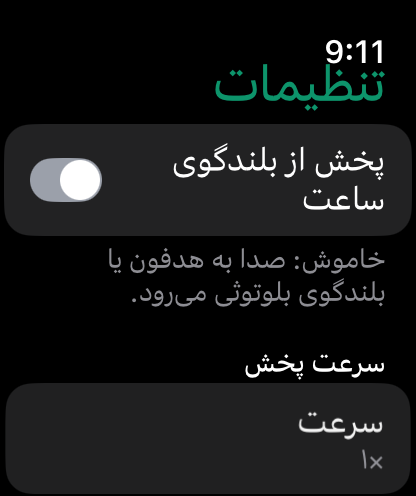 9:11
تنظیمات
پخش از بلندگوی
ساعت
خاموش: صدا به هدفون یا
بلندگوی بلوتوثی می‌رود.
سرعت پخش
سرعت
۱×